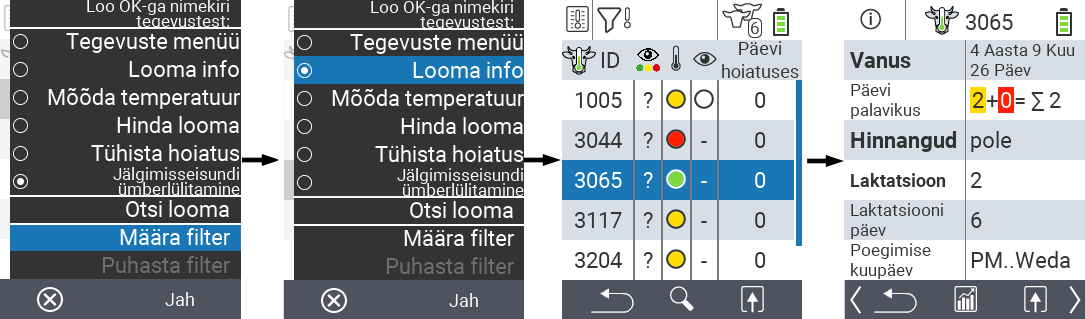 Loo OK-ga nimekiri
tegevustest:
Tegevuste menüü
Looma info
Mõõda temperatuur
Hinda looma
Tühista hoiatus
Jälgimisseisundi
ümberlülitamine
Otsi looma
Määra filter
Puhasta filter
Jah
Loo OK-ga nimekiri
tegevustest:
Tegevuste menüü
Looma info
Mõõda temperatuur
Hinda looma
Tühista hoiatus
Jälgimisseisundi
ümberlülitamine
Otsi looma
Määra filter
Puhasta filter
Jah
6
ID Päevi
hoiatuses
1005 ? 0
3044 ? - 0
3065 ? - 0
3117 ? - 0
3204 ? - 0
3065
Vanus 4 Aasta 9 Kuu
26 Päev
Päevi
palavikus 2+0= ∑ 2
Hinnangud pole
Laktatsioon 2
Laktatsiooni
päev 6
Poegimise
kuupäev PM..Weda